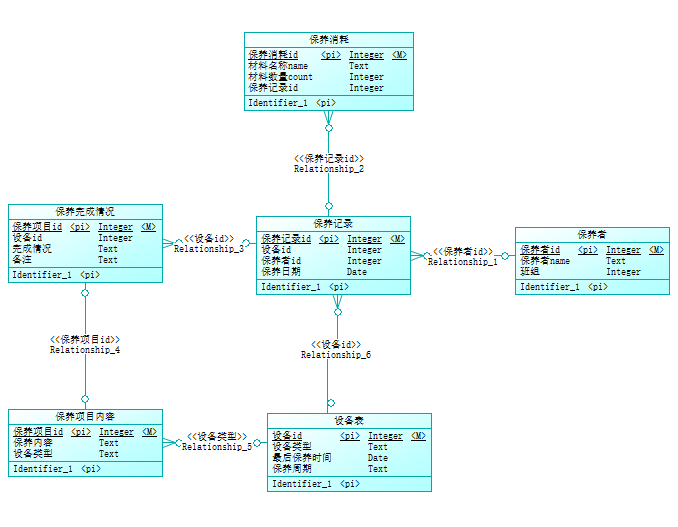 保养消耗
保养消耗id <pi> Integer <M>
材料名称name Text
材料数量count Integer
保养记录id Integer
Identifier_1 <pi>
<<保养记录id>>
Relationship_2
保养完成情况
保养项目id <pi> Integer <M>
设备id Integer
完成情况 Text
备注 Text
Identifier_1 <pi>
<<设备id>>
Relationship_3
保养记录
保养记录id <pi> Integer <M>
设备id Integer
保养者id Integer
保养日期 Date
Identifier_1 <pi>
<<保养者id>>
Relationship_1
保养者
保养者id <pi> Integer <M>
保养者name Text
班组 Integer
Identifier_1 <pi>
<<保养项目id>>
Relationship_4
<<设备id>>
Relationship_6
保养项目内容
保养项目id <pi> Integer <M>
保养内容 Text
设备类型 Text
Identifier_1 <pi>
<<设备类型>>
Relationship_5
设备表
设备id <pi> Integer <M>
设备类型 Text
最后保养时间 Date
保养周期 Text
Identifier_1 <pi>